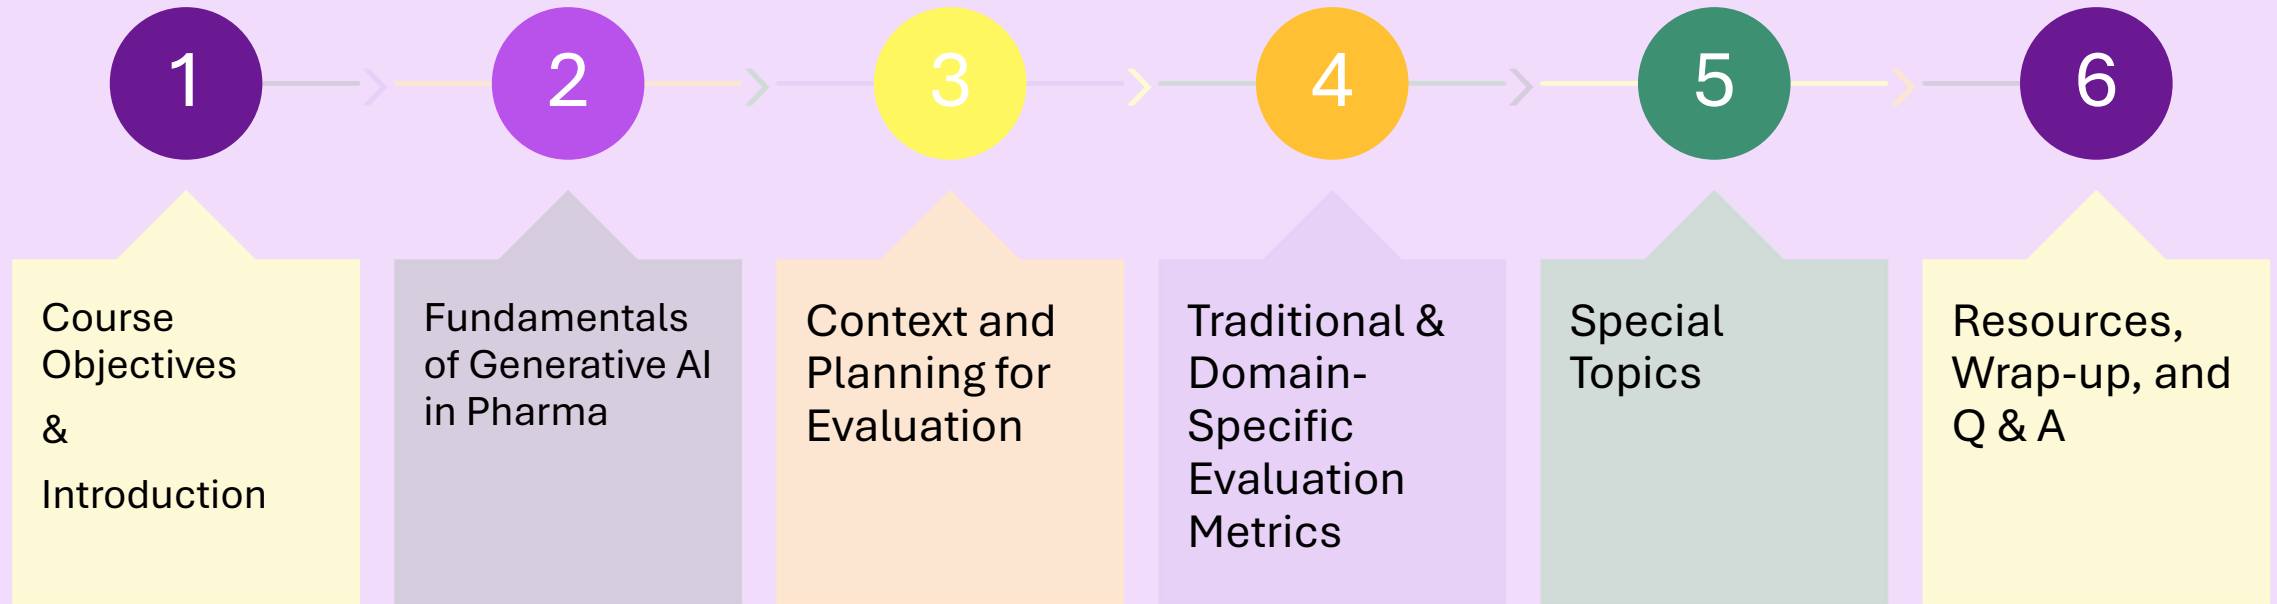 1
2
3
4
5
6
Course
Objectives
&
Introduction
Fundamentals
of Generative AI
in Pharma
Context and
Planning for
Evaluation
Traditional &
Domain-
Specific
Evaluation
Metrics
Special
Topics
Resources,
Wrap-up, and
Q & A